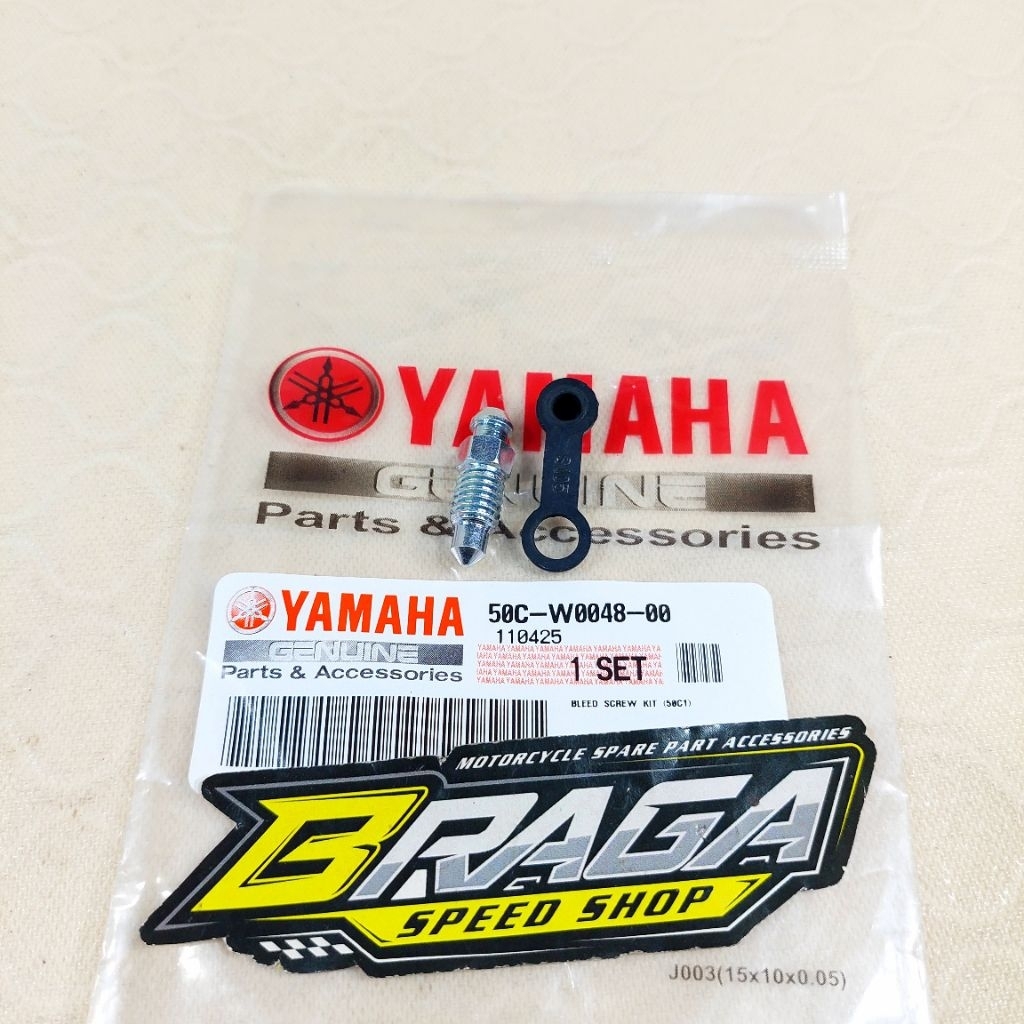 YAMAHA
GENUINE
Parts & Accessories
YAMAHA
GENUINE
Parts & Accessories
50C-W0048-00
110425
1 SET
BLEED SCREW KIT (50C1)
MOTORCYCLE SPARE PART ACCESSORIES
BRAGA
SPEED SHOP
J003(15x10x0.05)